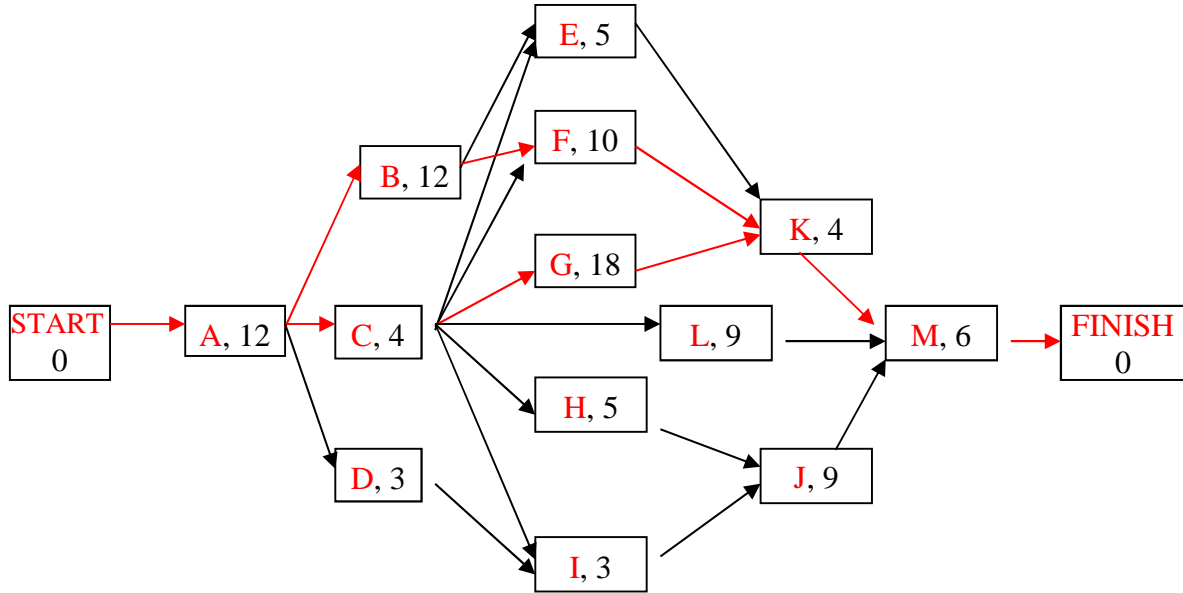 E, 5
F, 10
B, 12
K, 4
G, 18
START
0
A, 12
C, 4
L, 9
M, 6
FINISH
0
H, 5
D, 3
J, 9
I, 3